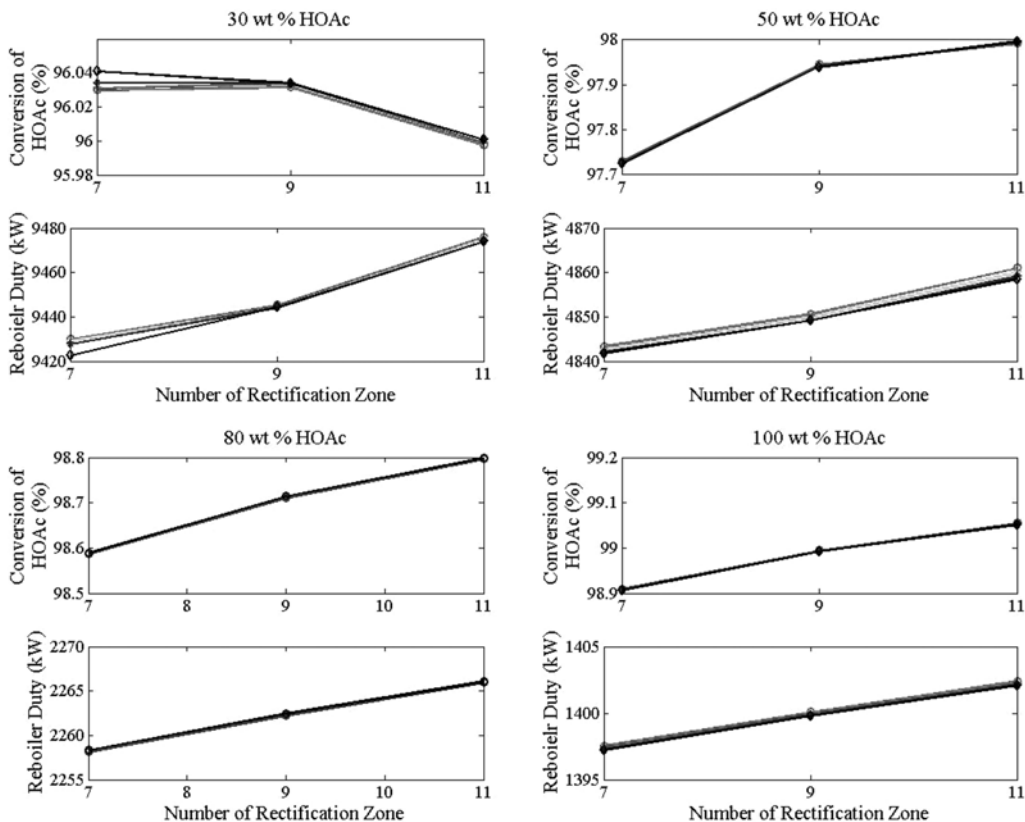 30 wt % HOAc
Conversion of
HOAc (%)
96.04
96.02
96
95.98
7
9
11
Reboielr Duty (kW)
9480
9460
9440
9420
7
9
11
Number of Rectification Zone
50 wt % HOAc
98
97.9
97.8
97.7
Conversion of
HOAc (%)
7
9
11
Reboielr Duty (kW)
4870
4860
4850
4840
7
9
11
Number of Rectification Zone
80 wt % HOAc
Conversion of
HOAc (%)
98.8
98.7
98.6
98.5
7
8
9
10
11
Reboiler Duty (kW)
2270
2265
2260
2255
7
8
9
10
11
Number of Rectification Zone
100 wt % HOAc
Conversion of
HOAc (%)
99.2
99.1
99
98.9
7
9
11
Reboielr Duty (kW)
1405
1400
1395
7
9
11
Number of Rectification Zone